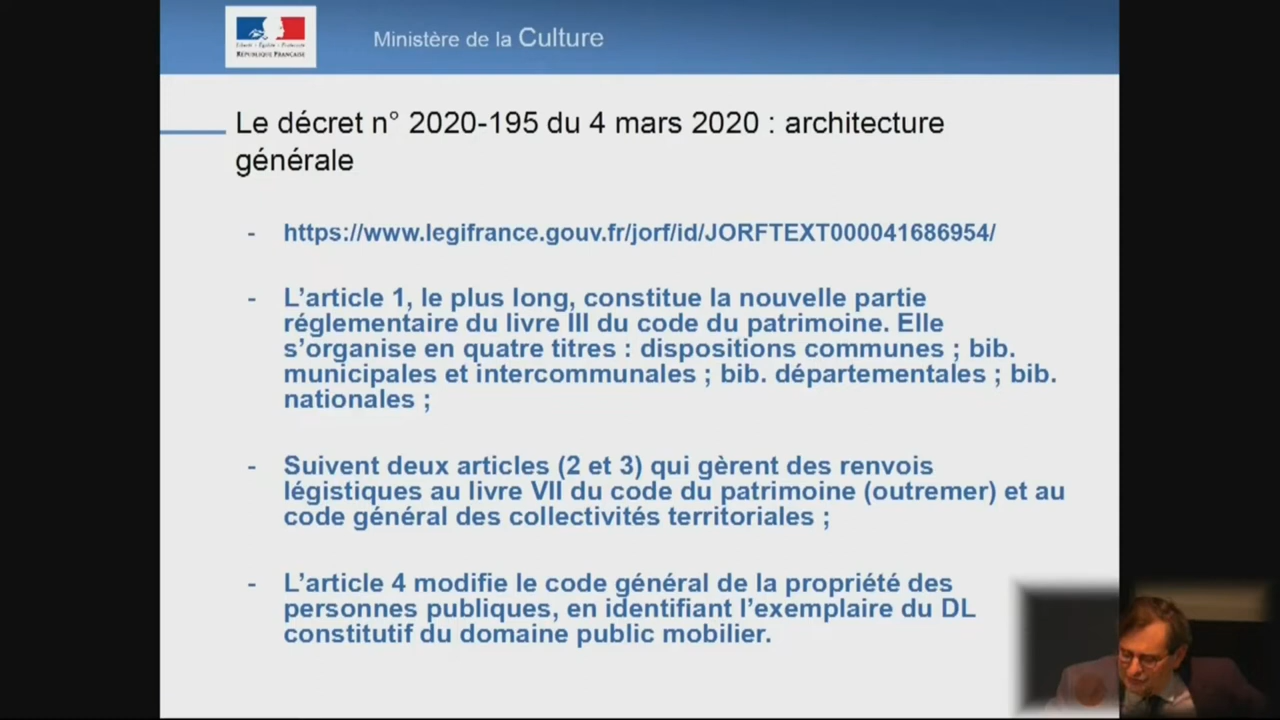 Liberté • Égalité • Fraternité
RÉPUBLIQUE FRANÇAISE
Ministère de la Culture
Le décret n° 2020-195 du 4 mars 2020 : architecture
générale
- https://www.legifrance.gouv.fr/jorf/id/JORFTEXT000041686954/
- L’article 1, le plus long, constitue la nouvelle partie
réglementaire du livre III du code du patrimoine. Elle
s’organise en quatre titres : dispositions communes ; bib.
municipales et intercommunales ; bib. départementales ; bib.
nationales ;
- Suivent deux articles (2 et 3) qui gèrent des renvois
légistiques au livre VII du code du patrimoine (outremer) et au
code général des collectivités territoriales ;
- L’article 4 modifie le code général de la propriété des
personnes publiques, en identifiant l’exemplaire du DL
constitutif du domaine public mobilier.